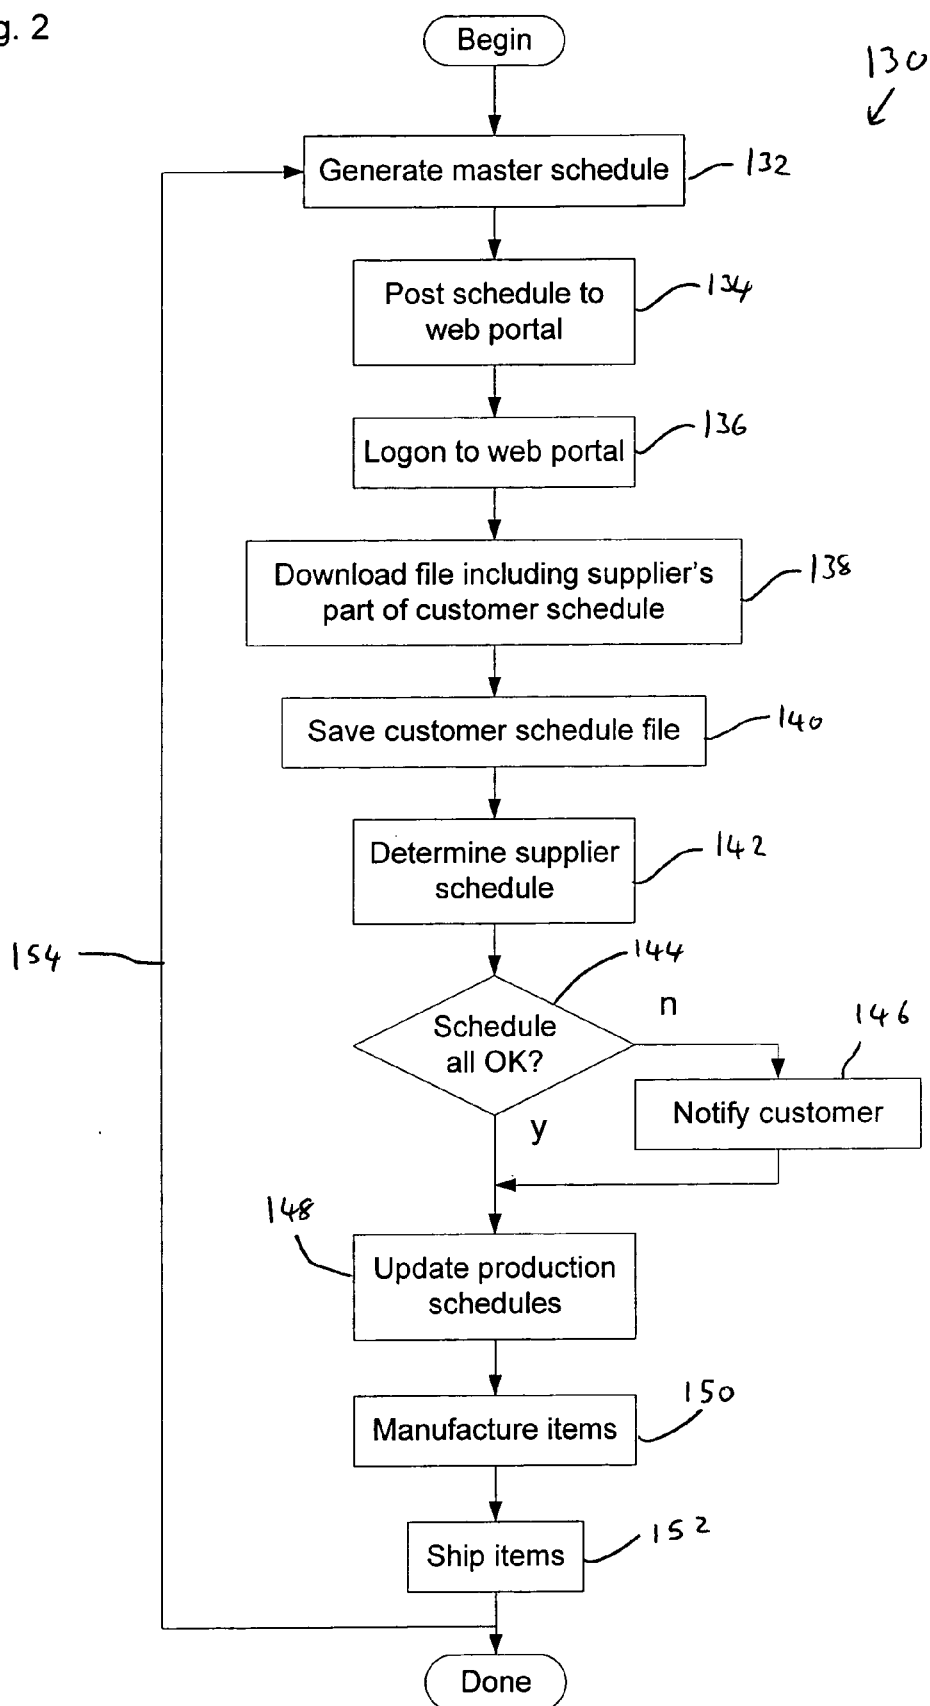 g. 2
Begin
130
Generate master schedule
132
Post schedule to
web portal
134
Logon to web portal
136
Download file including supplier's
part of customer schedule
138
Save customer schedule file
140
Determine supplier
schedule
142
154
144
Schedule
all OK?
n
146
Notify customer
y
148
Update production
schedules
150
Manufacture items
152
Ship items
Done